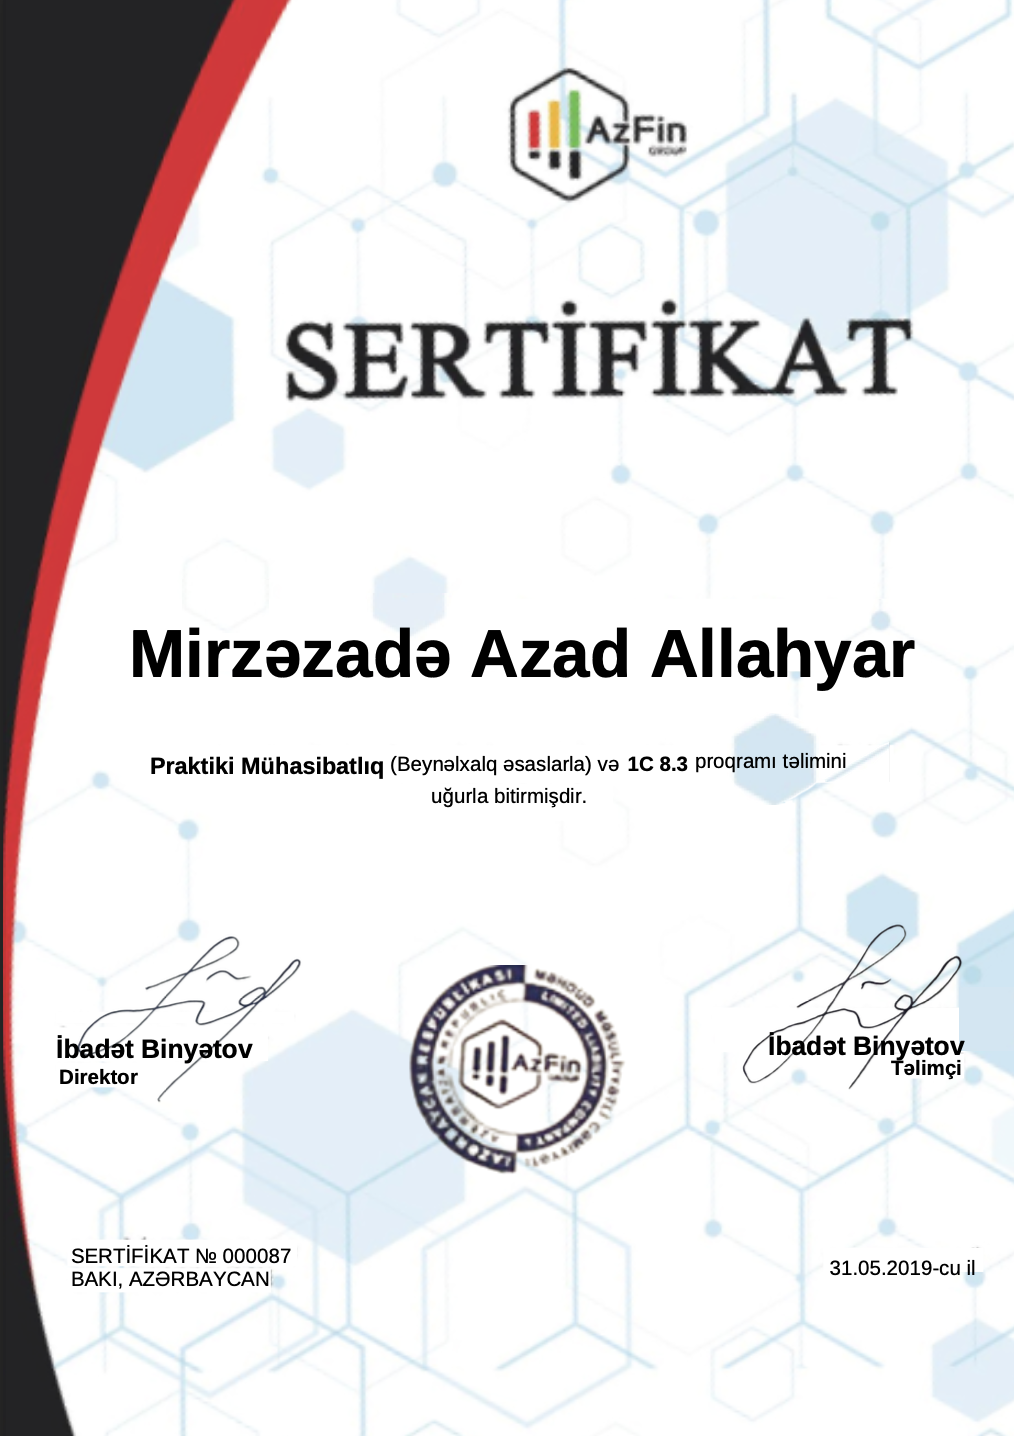 AzFin
GROUP
SERTİFİKAT
Mirzəzadə Azad Allahyar
Praktiki Mühasibatlıq (Beynəlxalq əsaslarla) və 1C 8.3 proqramı təlimini
uğurla bitirmişdir.
İbadət Binyətov
Direktor
AZƏRBAYCAN RESPUBLİKASI
MƏHDUD MƏSULİYYƏTLİ CƏMİYYƏTİ
LIMITED LIABILITY COMPANY
REPUBLIC
AzFin
GROUP
İbadət Binyətov
Təlimçi
SERTİFİKAT № 000087
BAKI, AZƏRBAYCAN
31.05.2019-cu il